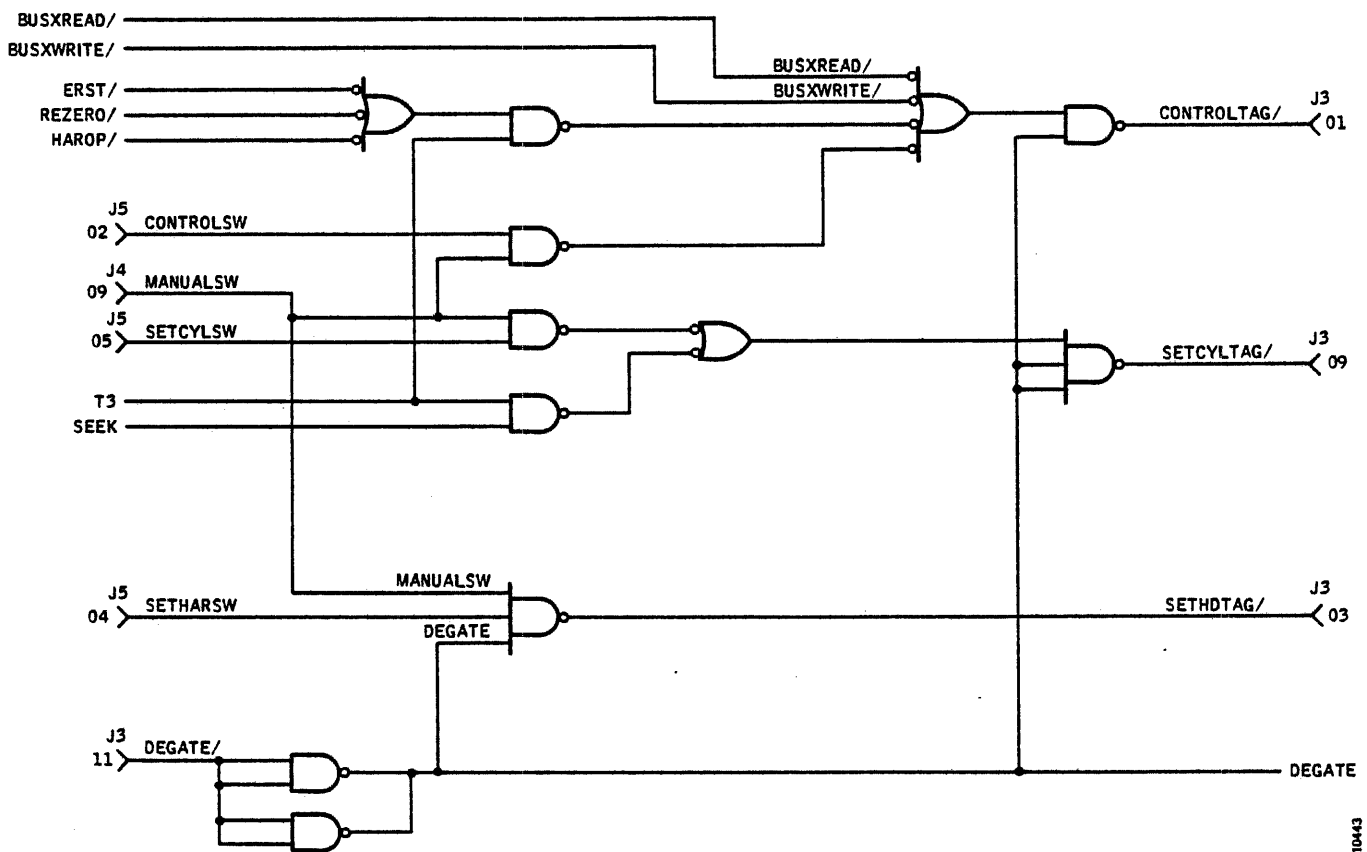 BUSXREAD/
BUSXWRITE/
BUSXREAD/
BUSXWRITE/
ERST/
REZERO/
HAROP/
CONTROLTAG/
J3
01
J5
02
CONTROLSW
J4
09
MANUALSW
J5
05
SETCYLSW
T3
SEEK
SETCYLTAG/
J3
09
MANUALSW
J5
04
SETHARSW
DEGATE
SETHDTAG/
J3
03
J3
11
DEGATE/
DEGATE
10443